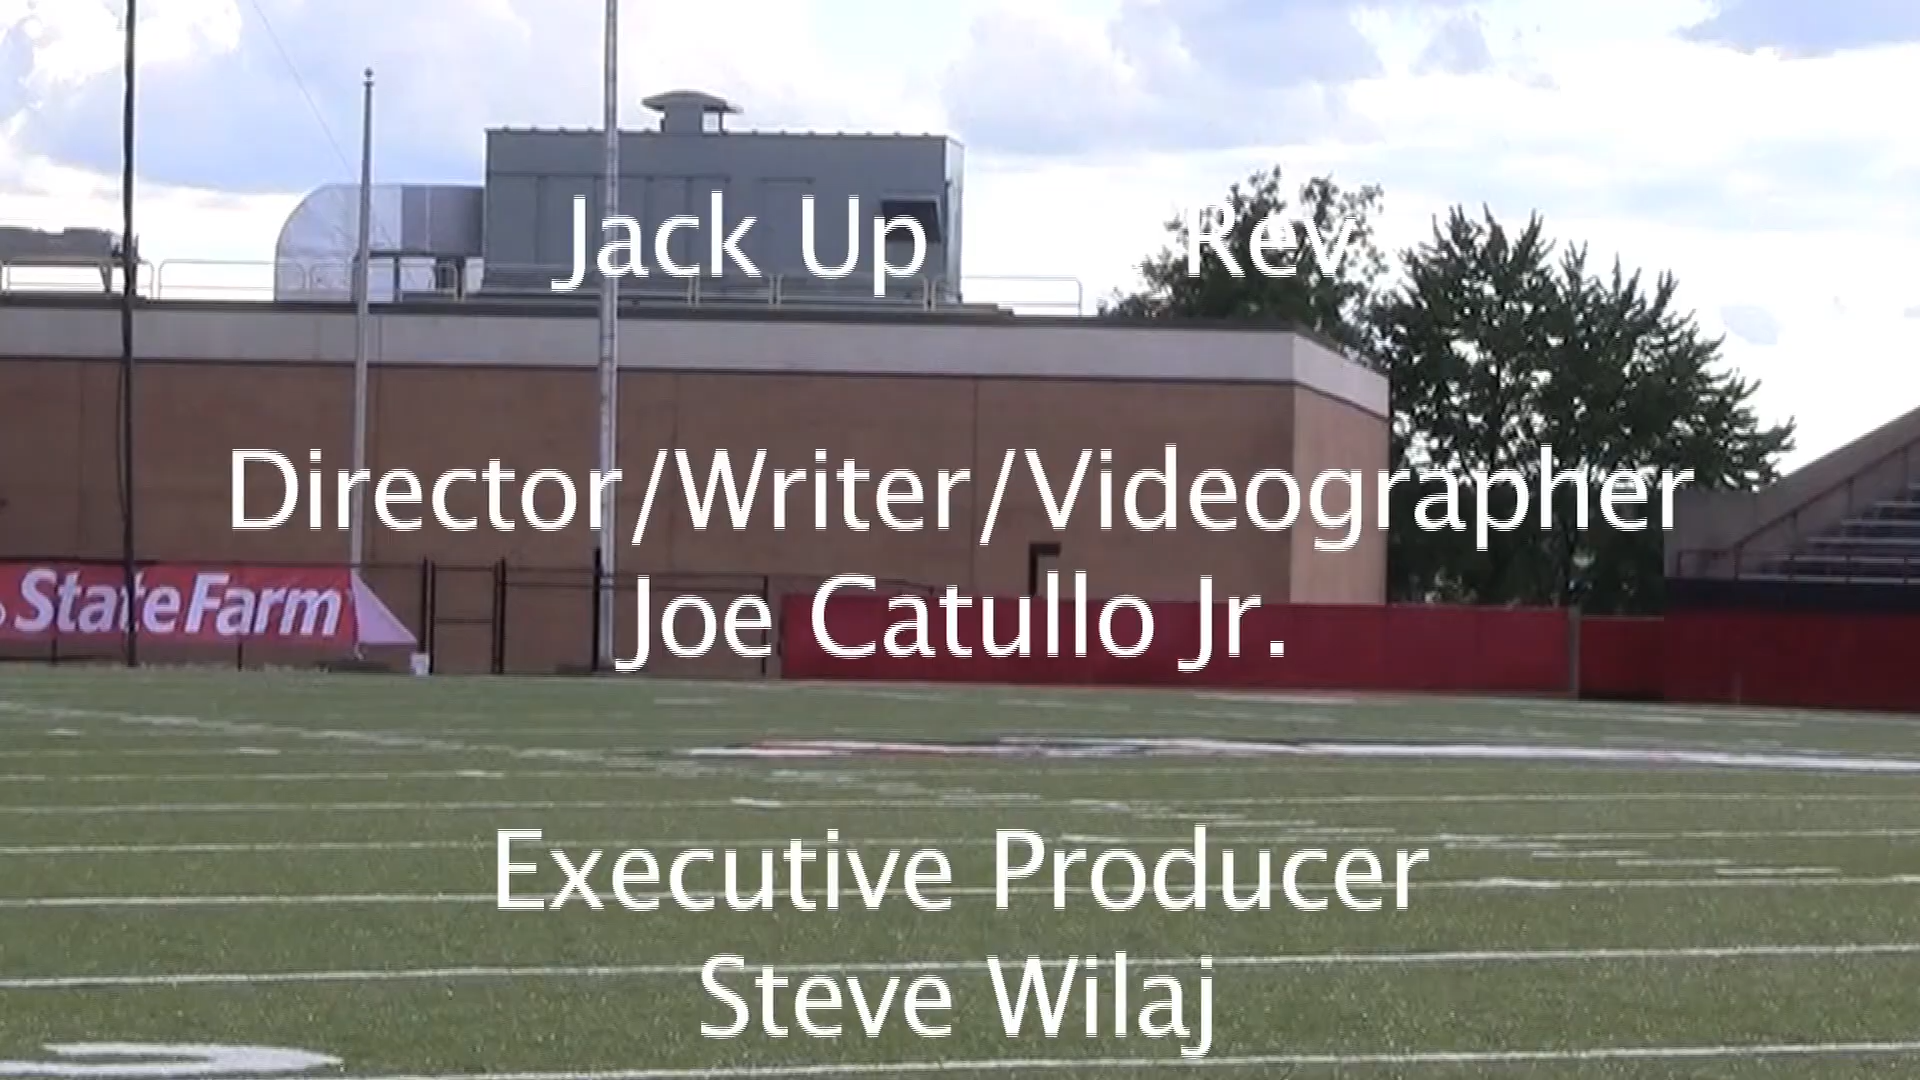 Jack Up Rev
Director/Writer/Videographer
Joe Catullo Jr.
StateFarm
Executive Producer
Steve Wilaj